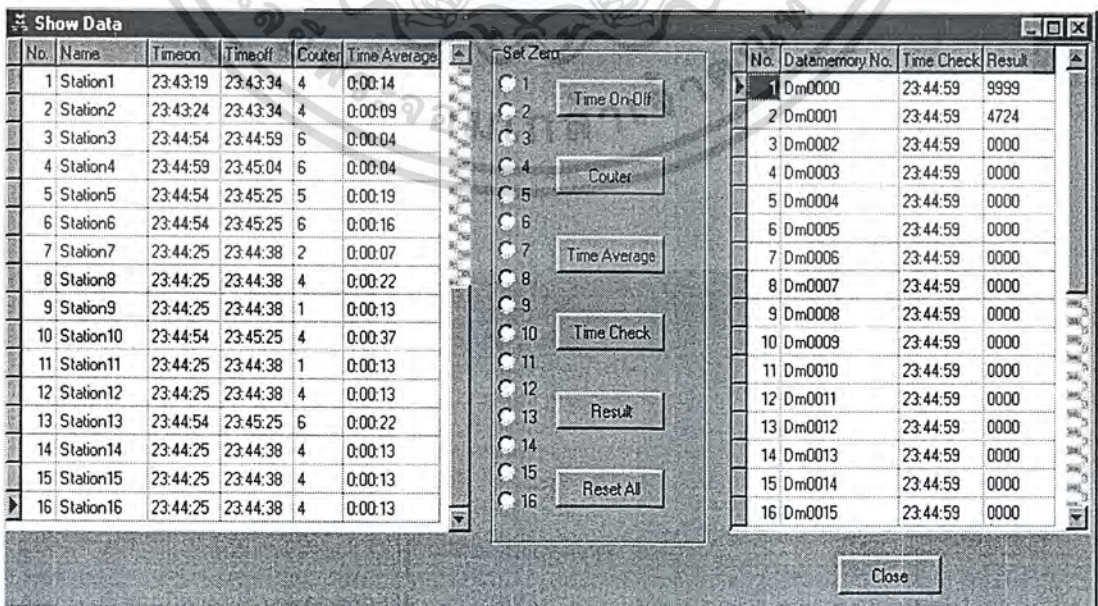 Show Data
No. Name Timeon Timeoff Couter Time Average
1 Station1 23:43:19 23:43:34 4 0:00:14
2 Station2 23:43:24 23:43:34 4 0:00:09
3 Station3 23:44:54 23:44:59 6 0:00:04
4 Station4 23:44:59 23:45:04 6 0:00:04
5 Station5 23:44:54 23:45:25 5 0:00:19
6 Station6 23:44:54 23:45:25 6 0:00:16
7 Station7 23:44:25 23:44:38 2 0:00:07
8 Station8 23:44:25 23:44:38 4 0:00:22
9 Station9 23:44:25 23:44:38 1 0:00:13
10 Station10 23:44:54 23:45:25 4 0:00:37
11 Station11 23:44:25 23:44:38 1 0:00:13
12 Station12 23:44:25 23:44:38 4 0:00:13
13 Station13 23:44:54 23:45:25 6 0:00:22
14 Station14 23:44:25 23:44:38 4 0:00:13
15 Station15 23:44:25 23:44:38 4 0:00:13
16 Station16 23:44:25 23:44:38 4 0:00:13
Set Zero
1
2
3
4
5
6
7
8
9
10
11
12
13
14
15
16
Time On-Off
Couter
Time Average
Time Check
Result
Reset All
No. Datamemory No. Time Check Result
1 Dm0000 23:44:59 9999
2 Dm0001 23:44:59 4724
3 Dm0002 23:44:59 0000
4 Dm0003 23:44:59 0000
5 Dm0004 23:44:59 0000
6 Dm0005 23:44:59 0000
7 Dm0006 23:44:59 0000
8 Dm0007 23:44:59 0000
9 Dm0008 23:44:59 0000
10 Dm0009 23:44:59 0000
11 Dm0010 23:44:59 0000
12 Dm0011 23:44:59 0000
13 Dm0012 23:44:59 0000
14 Dm0013 23:44:59 0000
15 Dm0014 23:44:59 0000
16 Dm0015 23:44:59 0000
Close